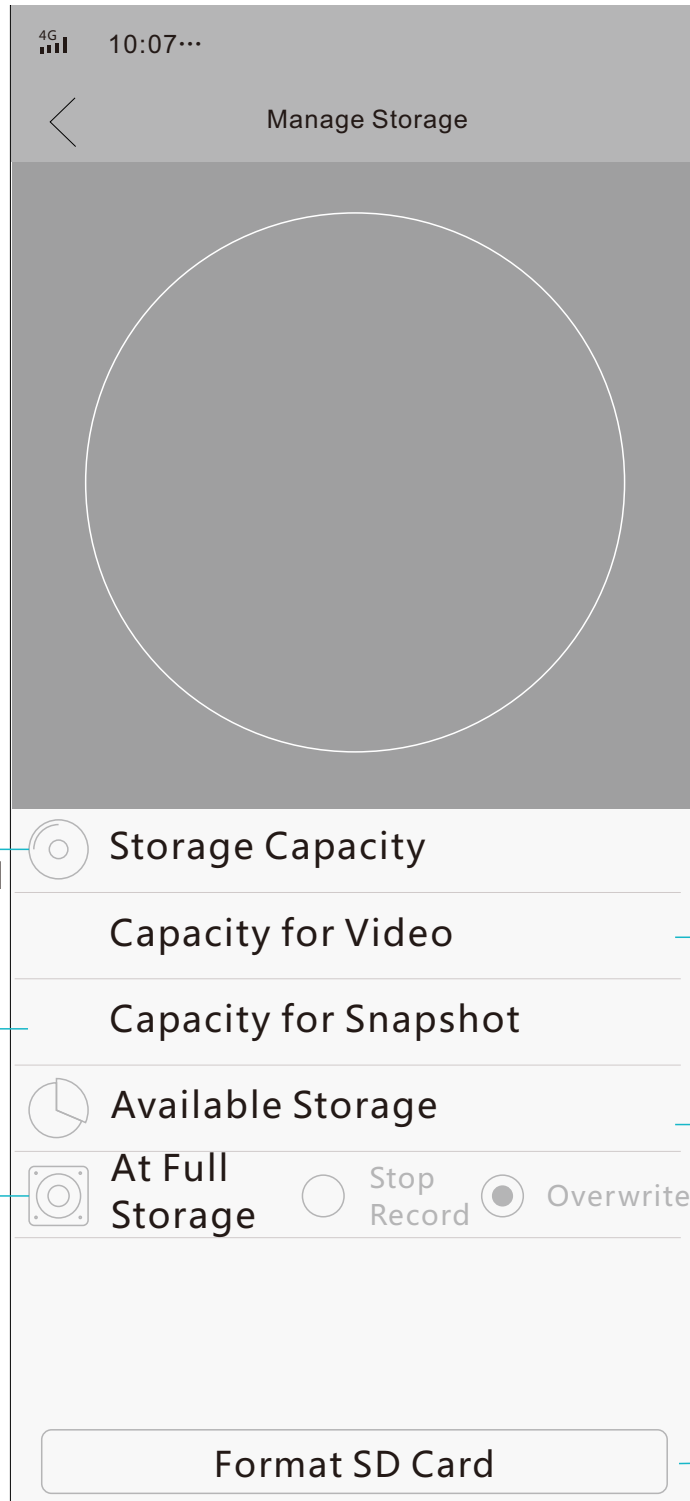 4G
10:07···
Manage Storage
Storage Capacity
Capacity for Video
Capacity for Snapshot
Available Storage
At Full
Storage
Stop
Record
Overwrite
Format SD Card